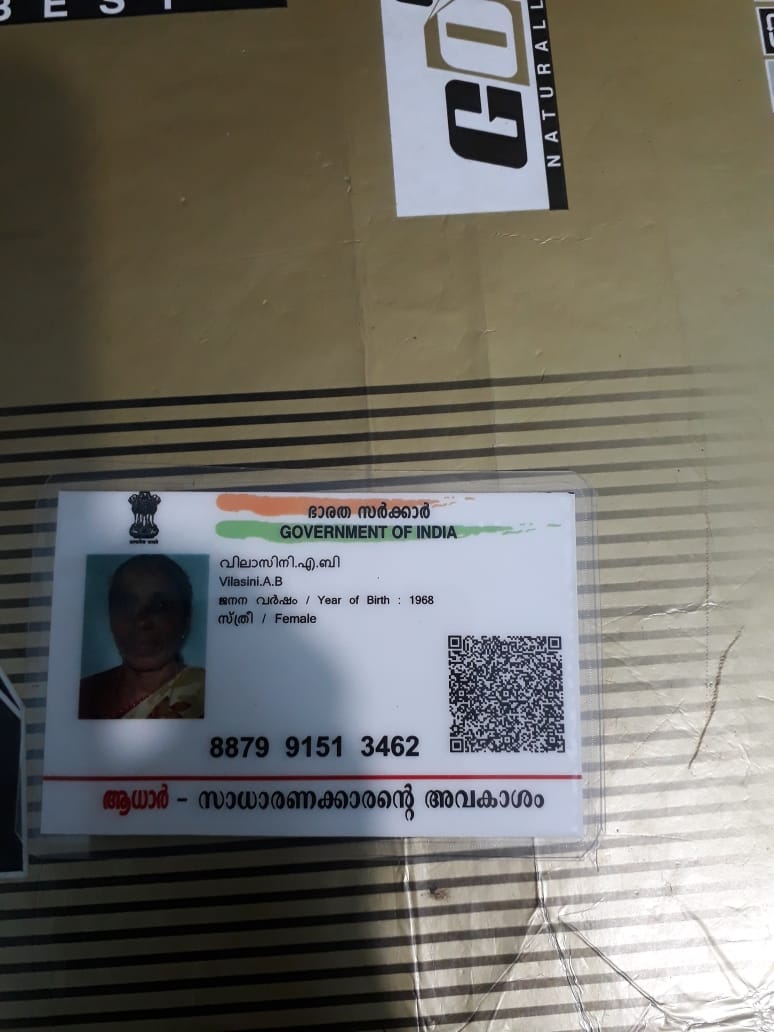 BEST
GO
NATURALL
ഭാരത സർക്കാർ
GOVERNMENT OF INDIA
വിലാസിനി.എ.ബി
Vilasini.A.B
ജനന വർഷം / Year of Birth : 1968
സ്ത്രീ / Female
8879 9151 3462
ആധാർ - സാധാരണക്കാരന്റെ അവകാശം